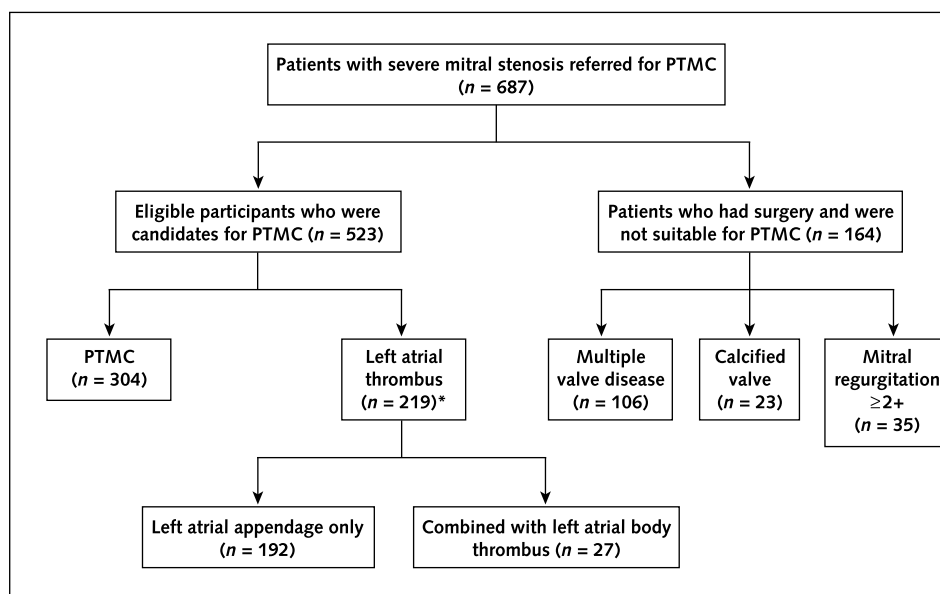 Patients with severe mitral stenosis referred for PTMC
(n = 687)
Eligible participants who were
candidates for PTMC (n = 523)
Patients who had surgery and were
not suitable for PTMC (n = 164)
PTMC
(n = 304)
Left atrial
thrombus
(n = 219)*
Multiple
valve disease
(n = 106)
Calcified
valve
(n = 23)
Mitral
regurgitation
≥2+
(n = 35)
Left atrial appendage only
(n = 192)
Combined with left atrial body
thrombus (n = 27)